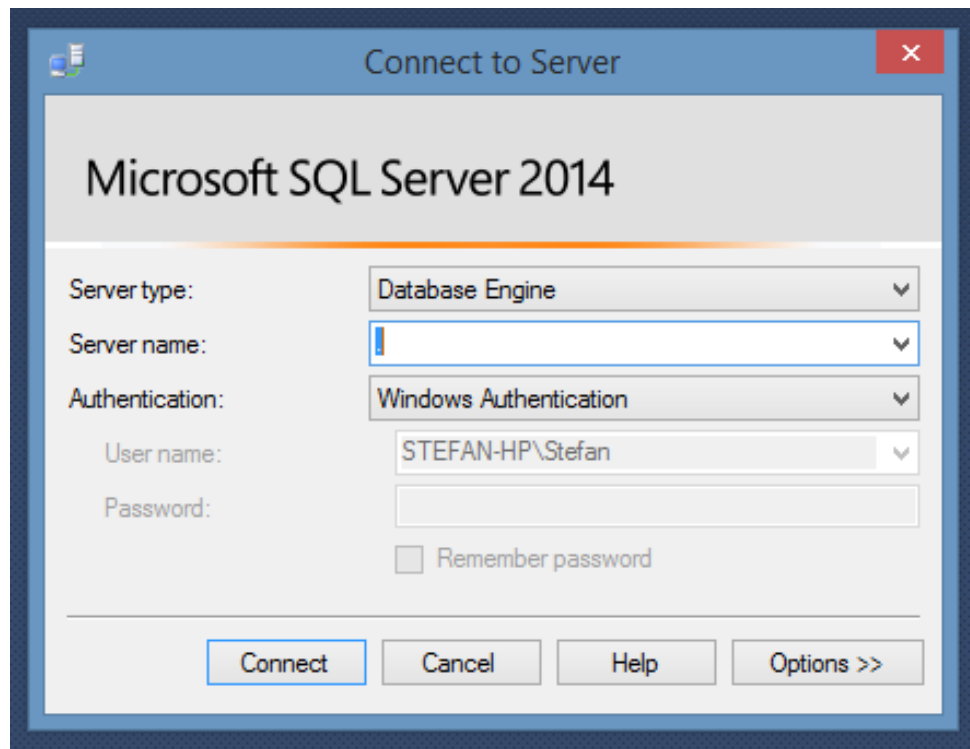 Connect to Server
Microsoft SQL Server 2014
Server type: Database Engine
Server name: .
Authentication: Windows Authentication
User name: STEFAN-HP\Stefan
Password:
Remember password
Connect Cancel Help Options >>